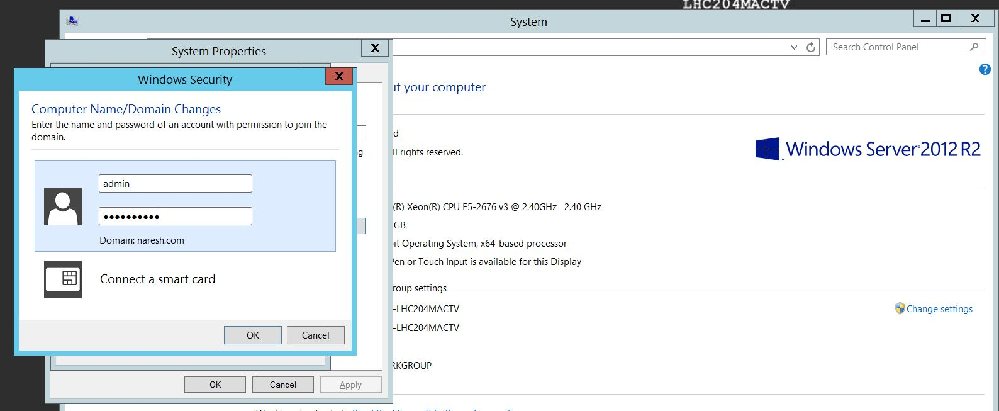 LHC204MACTV
System
Search Control Panel
System Properties
X
Windows Security
X
ut your computer
Computer Name/Domain Changes
Enter the name and password of an account with permission to join the
domain.
d
g
ll rights reserved.
Windows Server 2012 R2
admin
••••••••••
Domain: naresh.com
(R) Xeon(R) CPU E5-2676 v3 @ 2.40GHz 2.40 GHz
GB
it Operating System, x64-based processor
Pen or Touch Input is available for this Display
Connect a smart card
roup settings
-LHC204MACTV
Change settings
-LHC204MACTV
OK
Cancel
RKGROUP
OK
Cancel
Apply